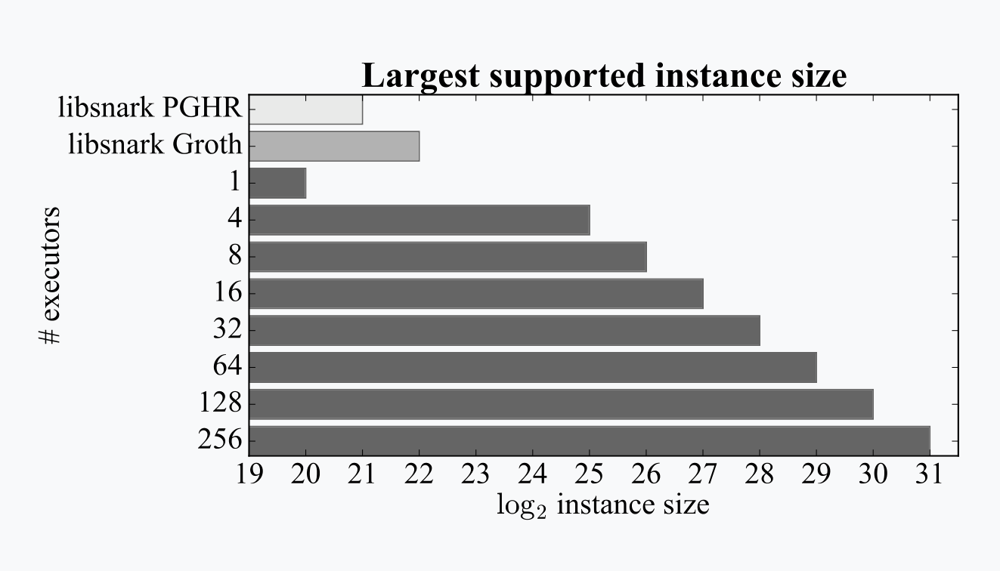 Largest supported instance size
libsnark PGHR
libsnark Groth
1
4
8
16
32
64
128
256
# executors
19 20 21 22 23 24 25 26 27 28 29 30 31
log₂ instance size